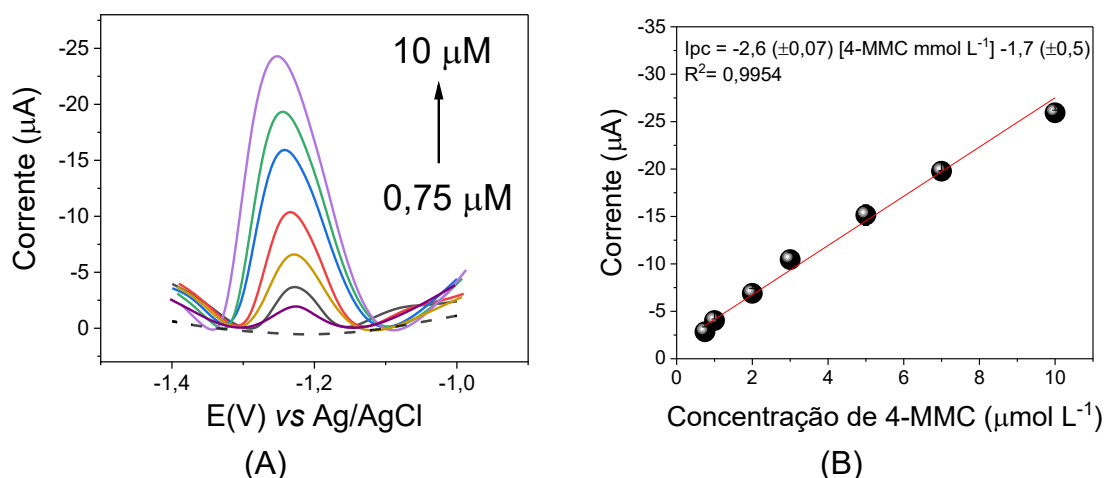 -25
-20
-15
-10
-5
0
Corrente (μA)
10 μM
0,75 μM
-1,4
-1,2
-1,0
E(V) vs Ag/AgCl
(A)
-35
-30
-25
-20
-15
-10
-5
0
Corrente (μA)
Ipc = -2,6 (±0,07) [4-MMC mmol L⁻¹] -1,7 (±0,5)
R²= 0,9954
0
2
4
6
8
10
Concentração de 4-MMC (μmol L⁻¹)
(B)